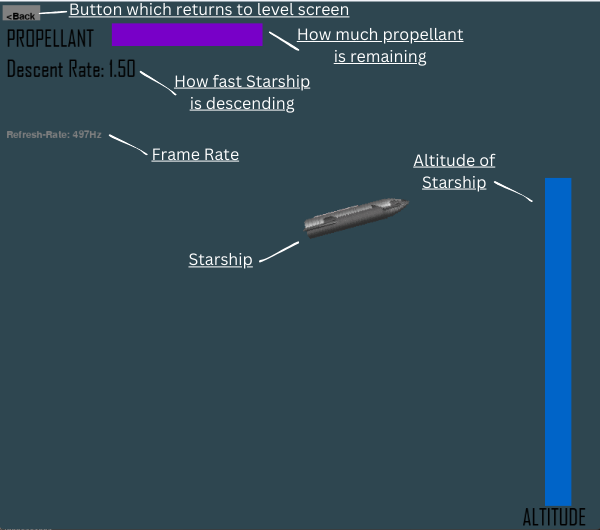 <Back
Button which returns to level screen
PROPELLANT
How much propellant
is remaining
Descent Rate: 1.50
How fast Starship
is descending
Refresh-Rate: 497Hz
Frame Rate
Altitude of
Starship
Starship
ALTITUDE